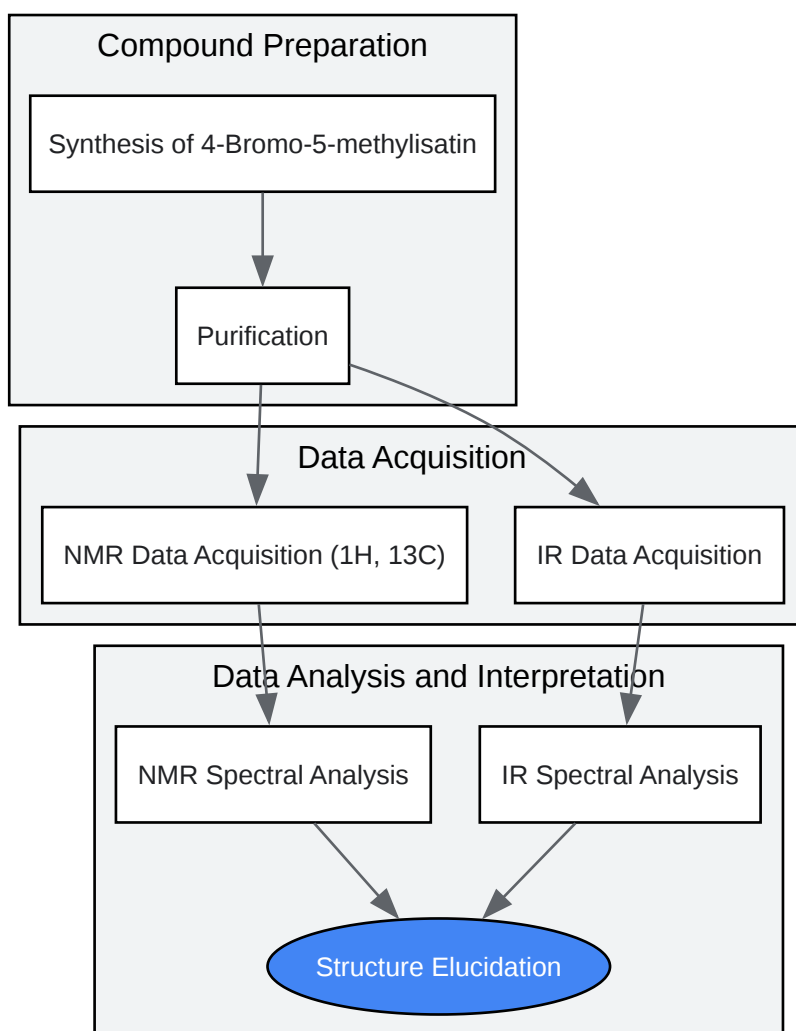 Compound Preparation
Synthesis of 4-Bromo-5-methylisatin
Purification
Data Acquisition
NMR Data Acquisition (1H, 13C)
IR Data Acquisition
Data Analysis and Interpretation
NMR Spectral Analysis
IR Spectral Analysis
Structure Elucidation